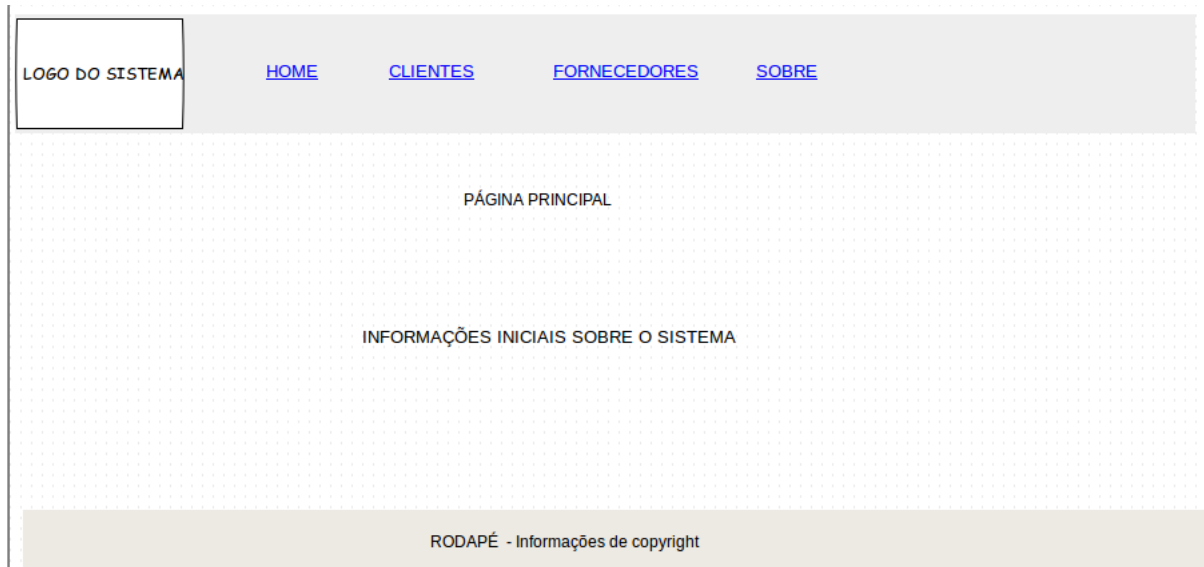 LOGO DO SISTEMA
HOME CLIENTES FORNECEDORES SOBRE
PÁGINA PRINCIPAL
INFORMAÇÕES INICIAIS SOBRE O SISTEMA
RODAPÉ - Informações de copyright